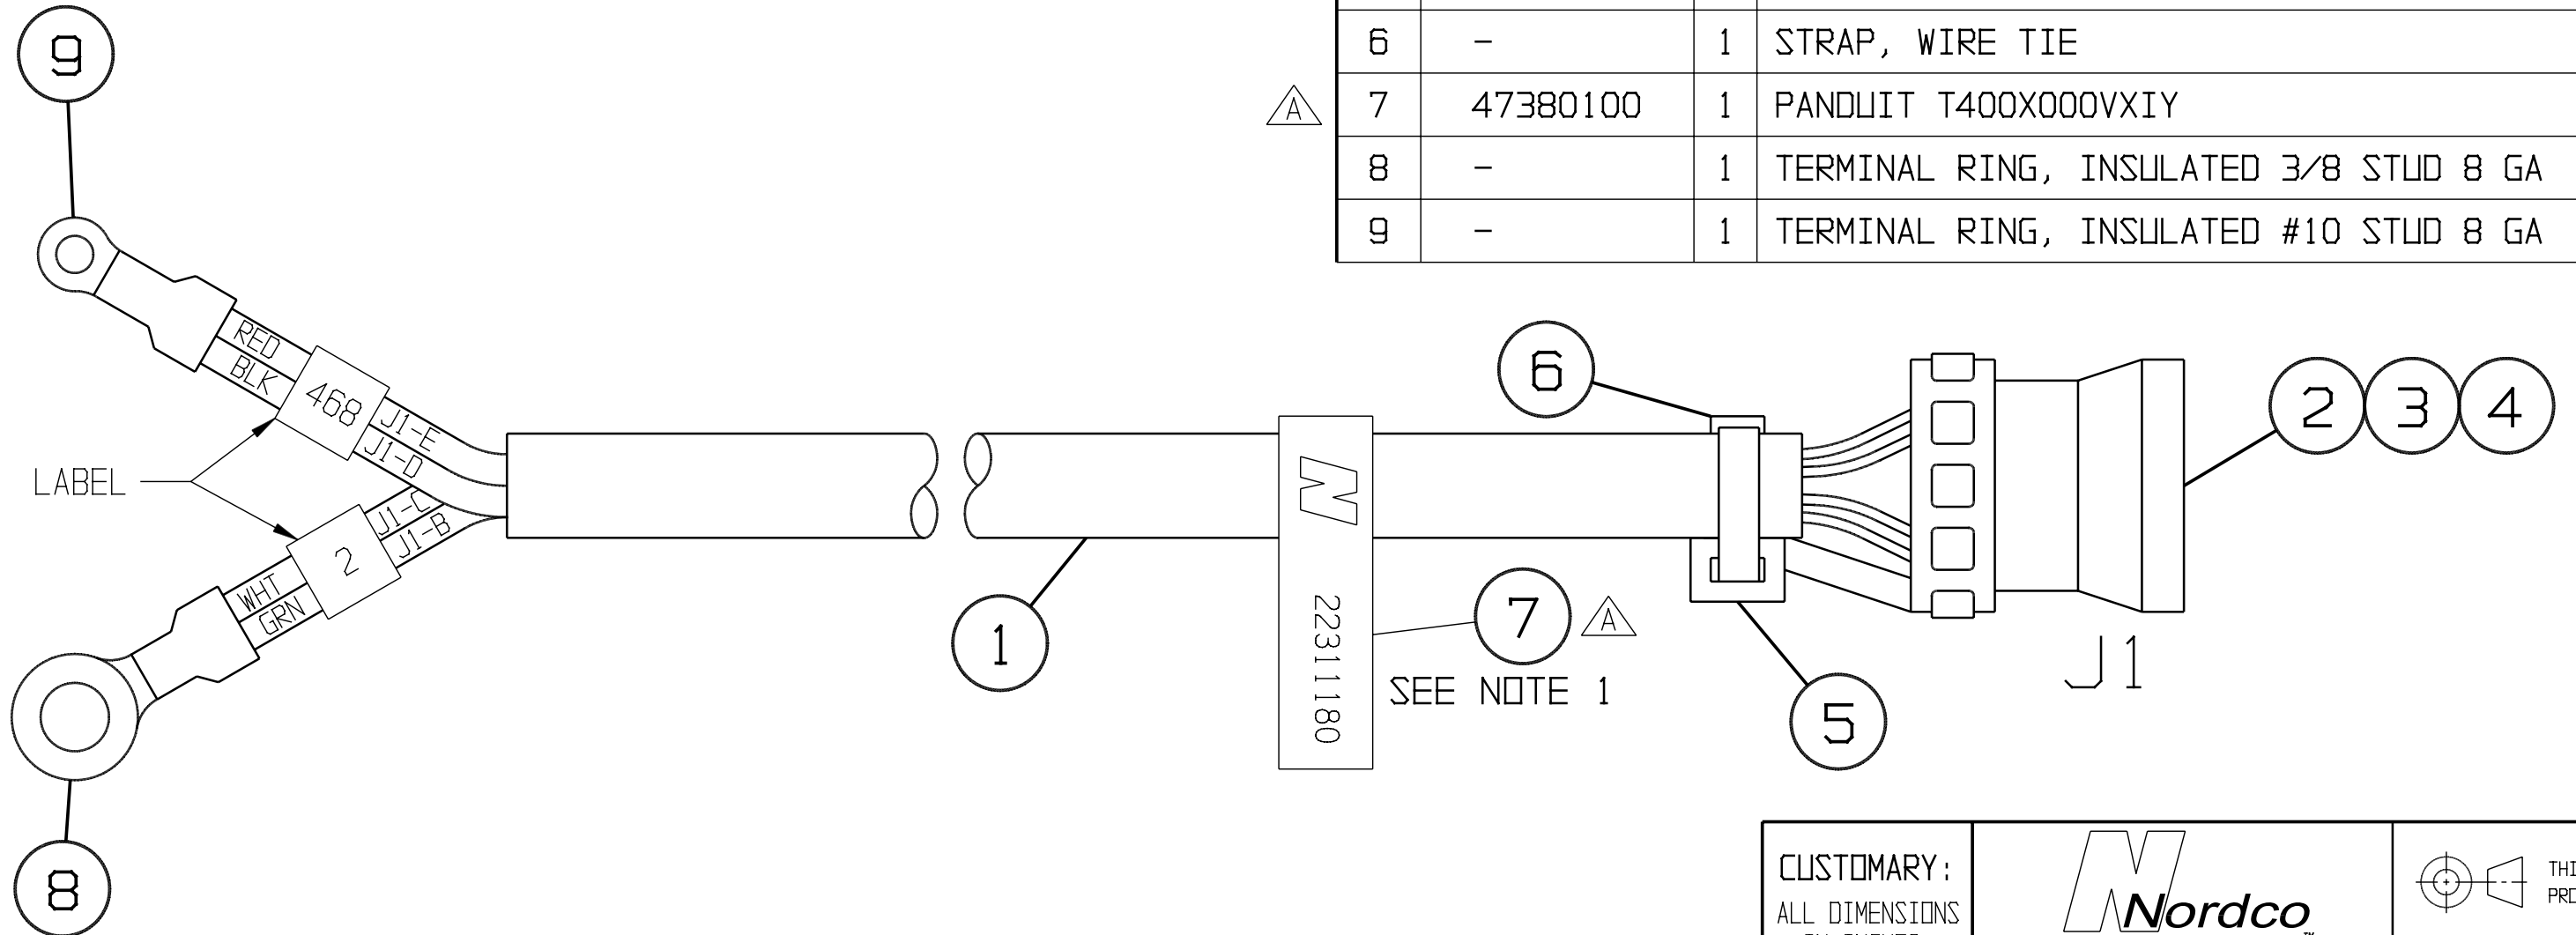 6 - 1 STRAP, WIRE TIE
A 7 47380100 1 PANDUIT T400X000VXIY
8 - 1 TERMINAL RING, INSULATED 3/8 STUD 8 GA
9 - 1 TERMINAL RING, INSULATED #10 STUD 8 GA
9
RED
BLK
468
J1-E
J1-D
LABEL
J1-C
J1-B
2
WHT
GRN
8
1
N
22311180
7 A
SEE NOTE 1
6
5
2 3 4
J1
CUSTOMARY:
ALL DIMENSIONS
N
Nordco
TM
THI
PRO